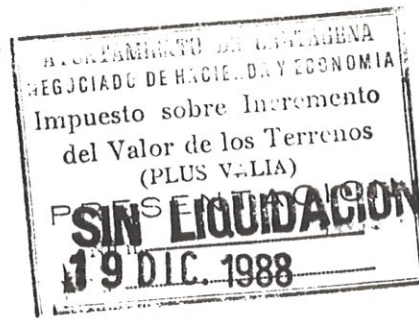 AYUNTAMIENTO DE CARTAGENA
NEGOCIADO DE HACIENDA Y ECONOMIA
Impuesto sobre Incremento
del Valor de los Terrenos
(PLUS VALIA)
SIN LIQUIDACION
19 DIC. 1988